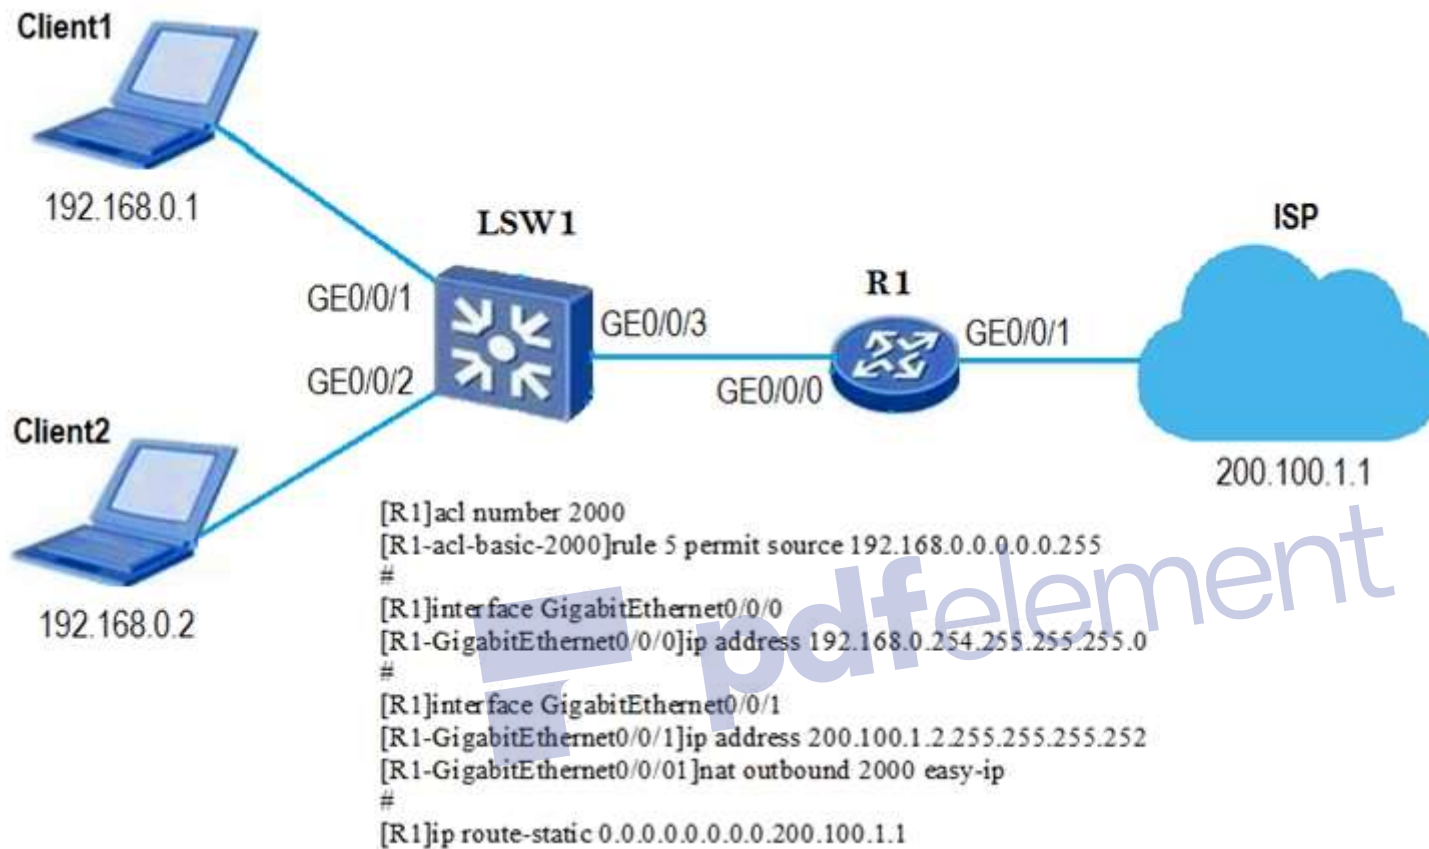 Client1
192.168.0.1
LSW1
ISP
GE0/0/1
GE0/0/3
R1
GE0/0/1
GE0/0/2
GE0/0/0
Client2
200.100.1.1
192.168.0.2
[R1]acl number 2000
[R1-acl-basic-2000]rule 5 permit source 192.168.0.0.0.0.0.255
#
[R1]interface GigabitEthernet0/0/0
[R1-GigabitEthernet0/0/0]ip address 192.168.0.254.255.255.255.0
#
[R1]interface GigabitEthernet0/0/1
[R1-GigabitEthernet0/0/1]ip address 200.100.1.2.255.255.255.252
[R1-GigabitEthernet0/0/01]nat outbound 2000 easy-ip
#
[R1]ip route-static 0.0.0.0.0.0.0.0.200.100.1.1
pdfelement